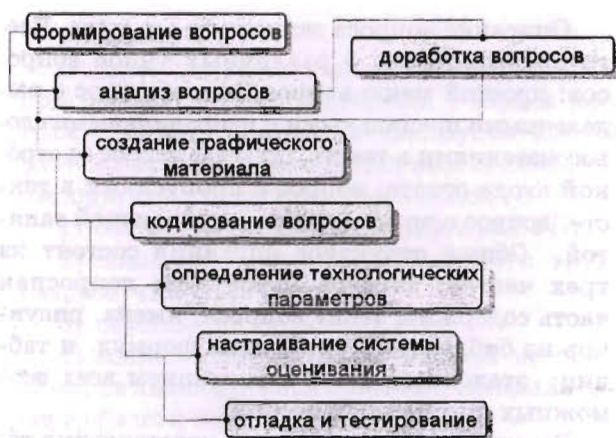 формирование вопросов
доработка вопросов
анализ вопросов
создание графического
материала
кодирование вопросов
определение технологических
параметров
настраивание системы
оценивания
отладка и тестирование